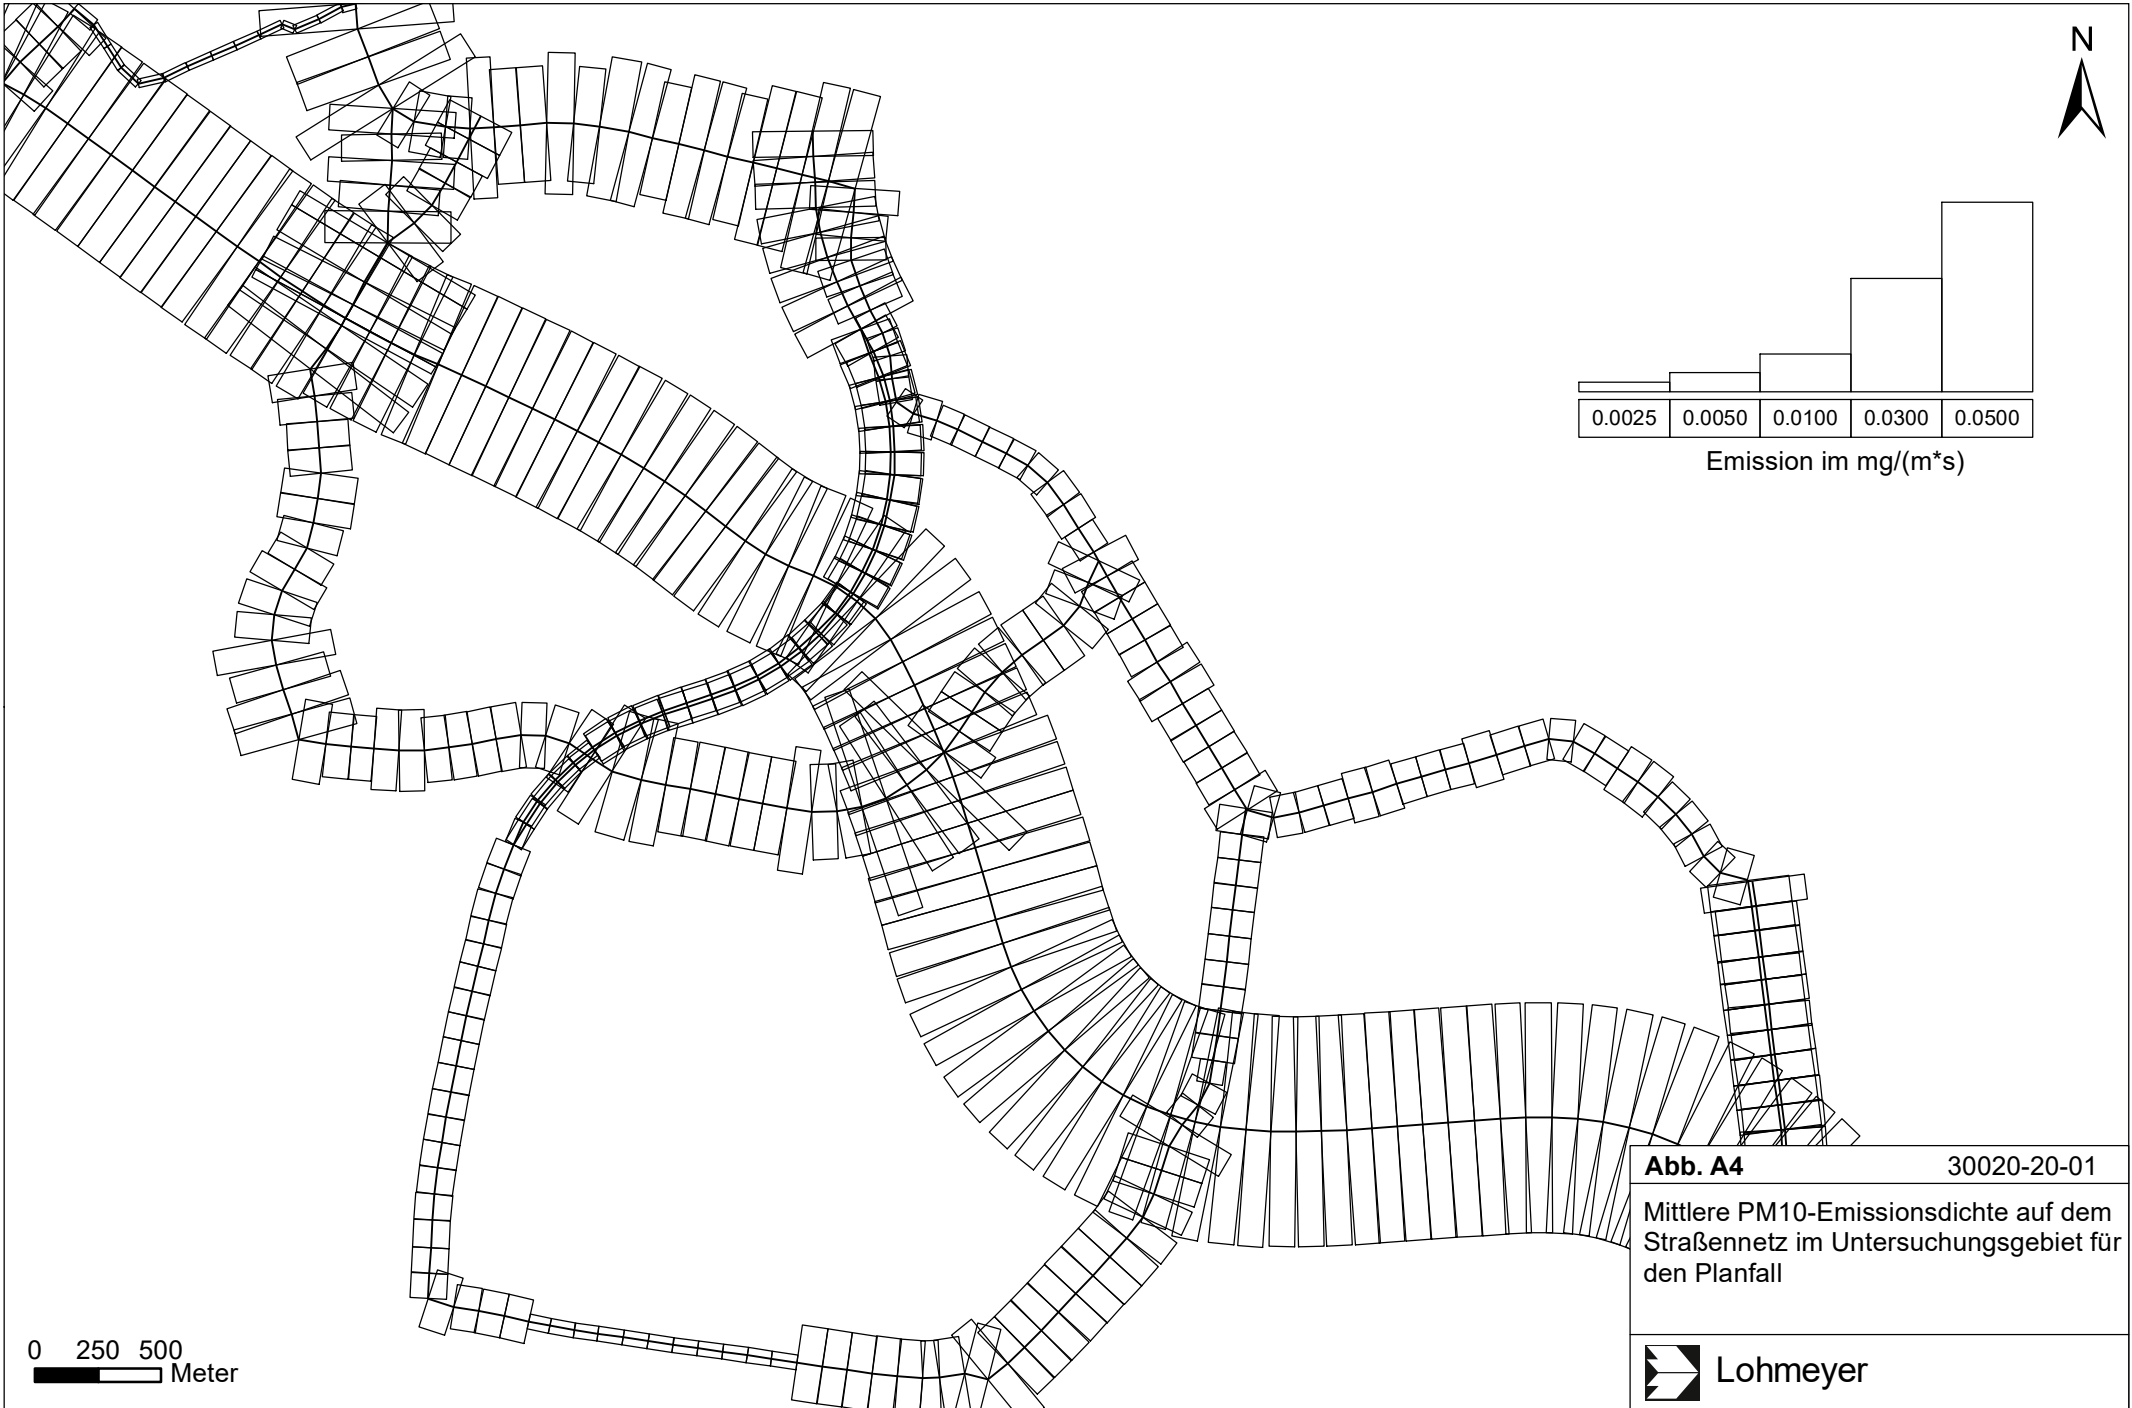 N
0.0025 0.0050 0.0100 0.0300 0.0500
Emission im mg/(m*s)
Abb. A4 30020-20-01
Mittlere PM10-Emissionsdichte auf dem
Straßennetz im Untersuchungsgebiet für
den Planfall
0 250 500
Meter
Lohmeyer